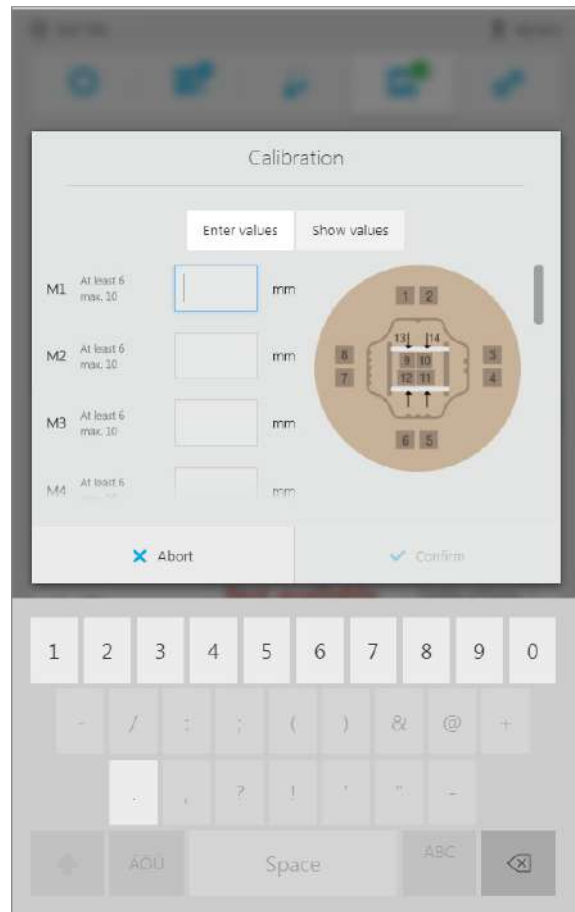 Calibration
Enter values Show values
M1 At least 6 max. 10 mm
M2 At least 6 max. 10 mm
M3 At least 6 max. 10 mm
M4 At least 6 mm
1 2
13 14
8 9 10 3
7 12 11 4
6 5
Abort Confirm
1 2 3 4 5 6 7 8 9 0
- / : ; ( ) & @ +
. , ? ! ' " –
ÁÖÜ Space ABC